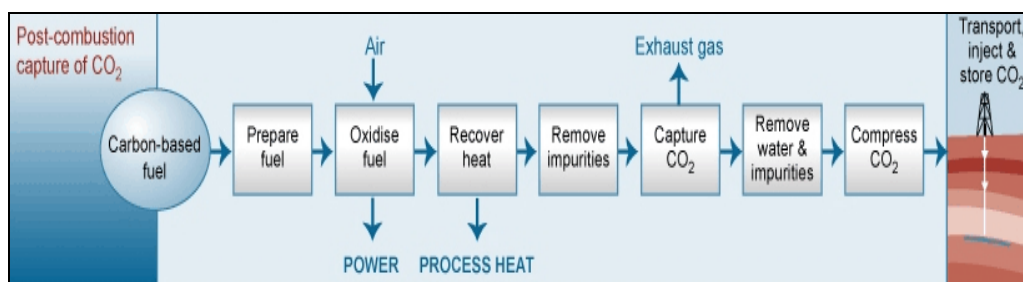 Post-combustion
capture of CO₂
Carbon-based
fuel
Prepare
fuel
Air
Oxidise
fuel
POWER
Recover
heat
PROCESS HEAT
Remove
impurities
Exhaust gas
Capture
CO₂
Remove
water &
impurities
Compress
CO₂
Transport,
inject &
store CO₂